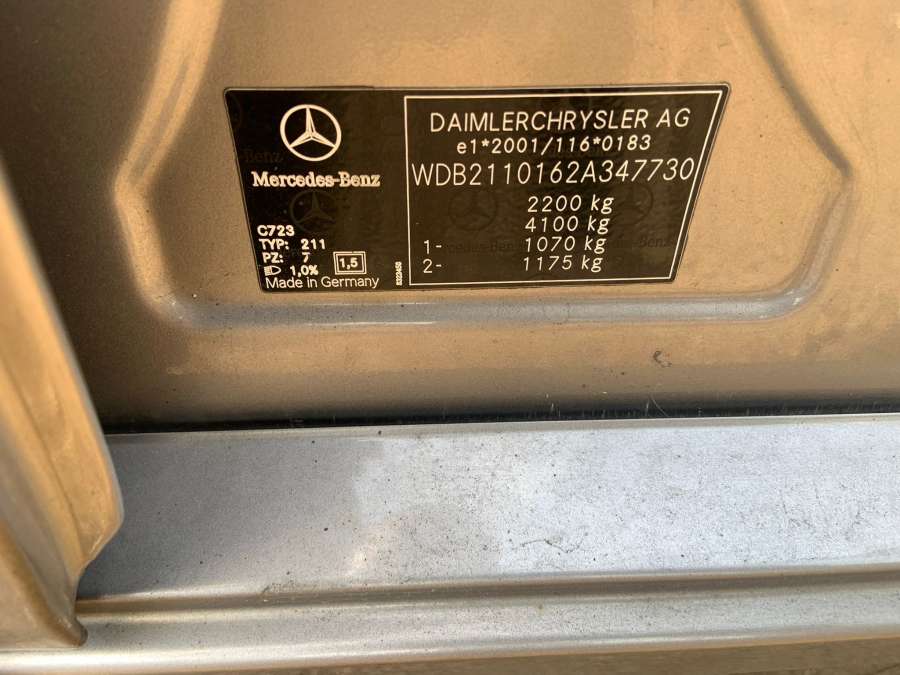 Mercedes-Benz
C723
TYP: 211
PZ: 7
1,0%
1,5
Made in Germany
DAIMLERCHRYSLER AG
e1*2001/116*0183
WDB2110162A347730
2200 kg
4100 kg
1- 1070 kg
2- 1175 kg